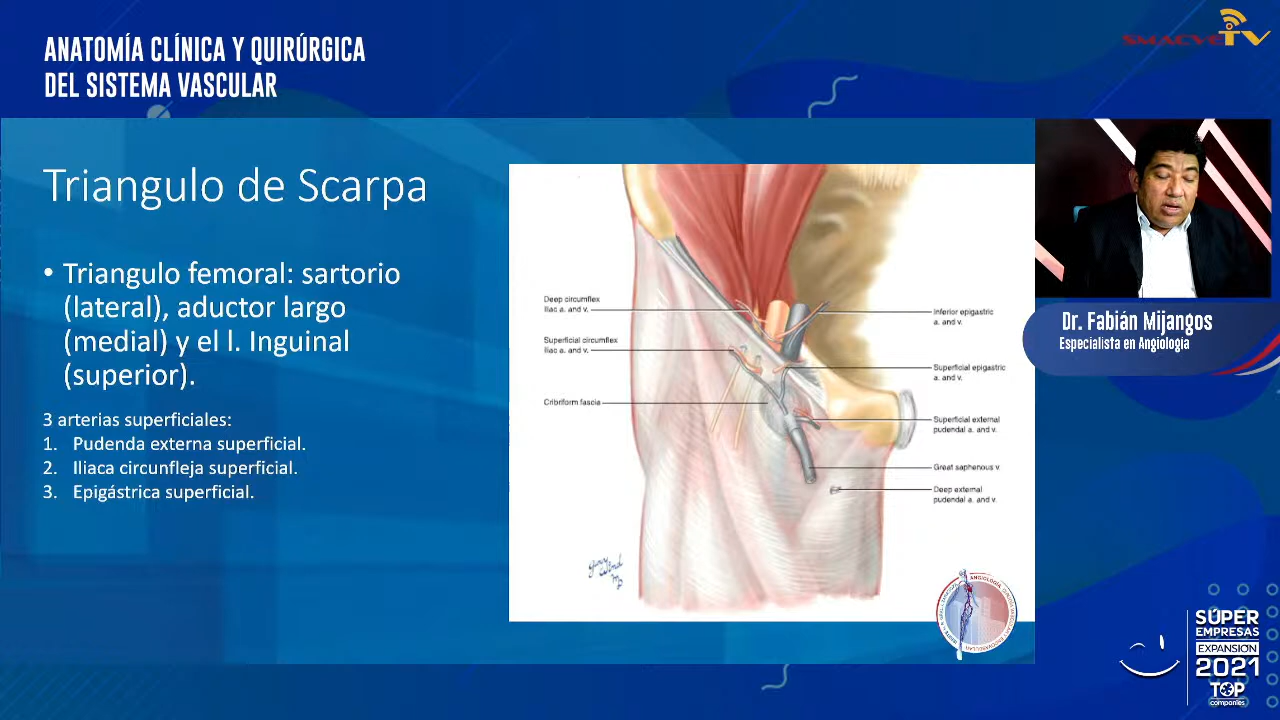 ANATOMÍA CLÍNICA Y QUIRÚRGICA
DEL SISTEMA VASCULAR
SMACVETV
Triangulo de Scarpa
• Triangulo femoral: sartorio
(lateral), aductor largo
(medial) y el l. Inguinal
(superior).
3 arterias superficiales:
1. Pudenda externa superficial.
2. Iliaca circunfleja superficial.
3. Epigástrica superficial.
Deep circumflex
iliac a. and v.
Superficial circumflex
iliac a. and v.
Cribriform fascia
Inferior epigastric
a. and v.
Superficial epigastric
a. and v.
Superficial external
pudendal a. and v.
Great saphenous v.
Deep external
pudendal a. and v.
ANGIOLOGÍA
Dr. Fabián Mijangos
Especialista en Angiología
SÚPER
EMPRESAS
EXPANSIÓN
2021
TOP
companies